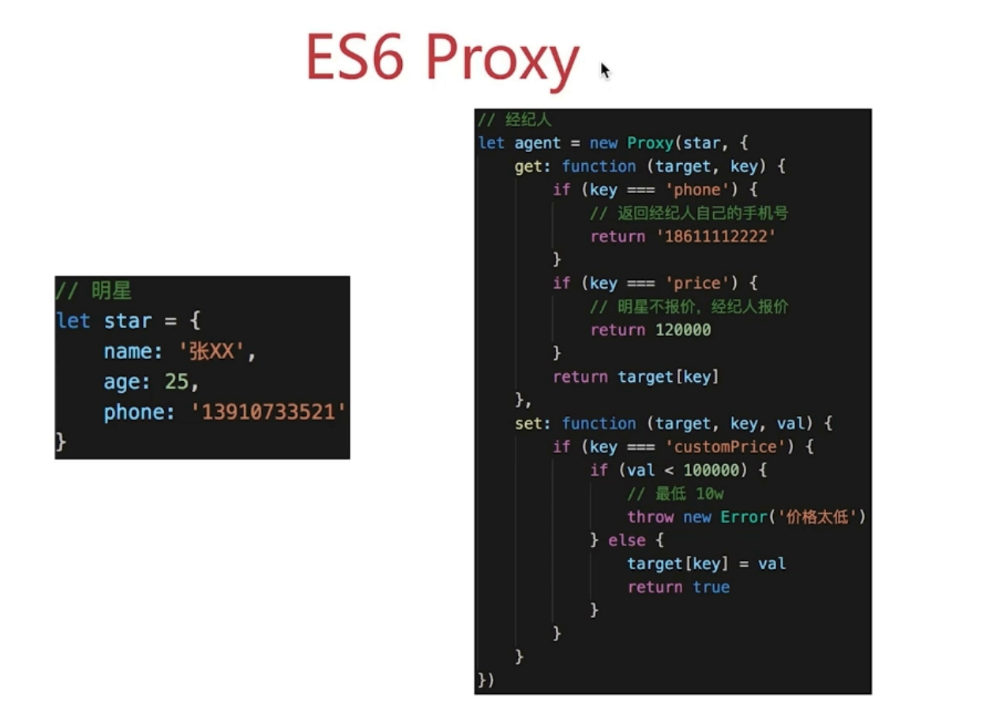 ES6 Proxy
// 明星
let star = {
    name: '张XX',
    age: 25,
    phone: '13910733521'
}
// 经纪人
let agent = new Proxy(star, {
    get: function (target, key) {
        if (key === 'phone') {
            // 返回经纪人自己的手机号
            return '18611112222'
        }
        if (key === 'price') {
            // 明星不报价，经纪人报价
            return 120000
        }
        return target[key]
    },
    set: function (target, key, val) {
        if (key === 'customPrice') {
            if (val < 100000) {
                // 最低 10w
                throw new Error('价格太低')
            } else {
                target[key] = val
                return true
            }
        }
    }
})